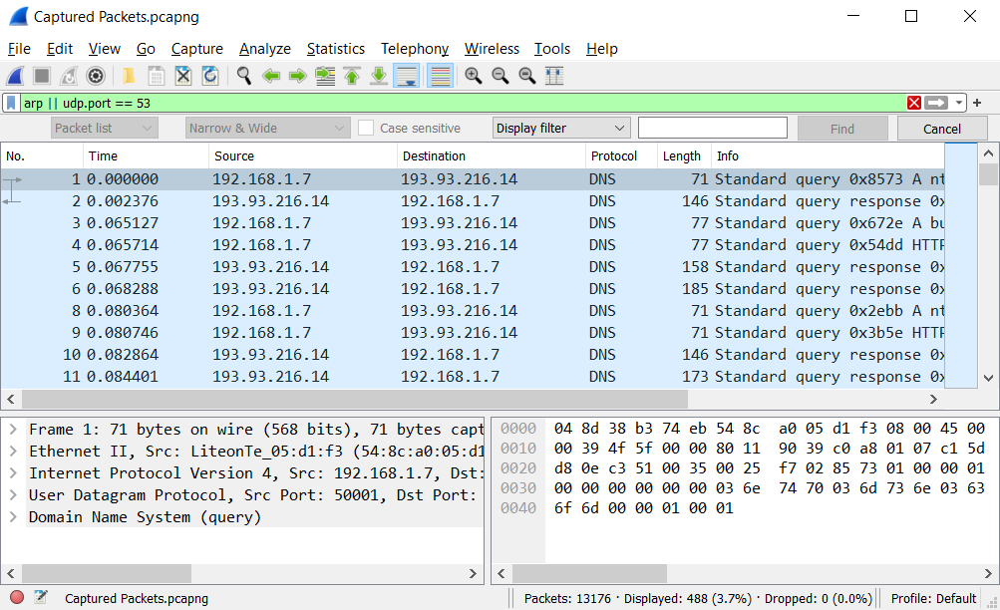 Captured Packets.pcapng
File Edit View Go Capture Analyze Statistics Telephony Wireless Tools Help
arp || udp.port == 53
Packet list Narrow & Wide Case sensitive Display filter Find Cancel
No. Time Source Destination Protocol Length Info
1 0.000000 192.168.1.7 193.93.216.14 DNS 71 Standard query 0x8573 A nt
2 0.002376 193.93.216.14 192.168.1.7 DNS 146 Standard query response 0x
3 0.065127 192.168.1.7 193.93.216.14 DNS 77 Standard query 0x672e A bu
4 0.065714 192.168.1.7 193.93.216.14 DNS 77 Standard query 0x54dd HTTP
5 0.067755 193.93.216.14 192.168.1.7 DNS 158 Standard query response 0x
6 0.068288 193.93.216.14 192.168.1.7 DNS 185 Standard query response 0x
8 0.080364 192.168.1.7 193.93.216.14 DNS 71 Standard query 0x2ebb A nt
9 0.080746 192.168.1.7 193.93.216.14 DNS 71 Standard query 0x3b5e HTTP
10 0.082864 193.93.216.14 192.168.1.7 DNS 146 Standard query response 0x
11 0.084401 193.93.216.14 192.168.1.7 DNS 173 Standard query response 0x
Frame 1: 71 bytes on wire (568 bits), 71 bytes capt
Ethernet II, Src: LiteonTe_05:d1:f3 (54:8c:a0:05:d1
Internet Protocol Version 4, Src: 192.168.1.7, Dst:
User Datagram Protocol, Src Port: 50001, Dst Port:
Domain Name System (query)
0000 04 8d 38 b3 74 eb 54 8c a0 05 d1 f3 08 00 45 00
0010 00 39 4f 5f 00 00 80 11 90 39 c0 a8 01 07 c1 5d
0020 d8 0e c3 51 00 35 00 25 f7 02 85 73 01 00 00 01
0030 00 00 00 00 00 00 03 6e 74 70 03 6d 73 6e 03 63
0040 6f 6d 00 00 01 00 01
Captured Packets.pcapng Packets: 13176 · Displayed: 488 (3.7%) · Dropped: 0 (0.0%) Profile: Default